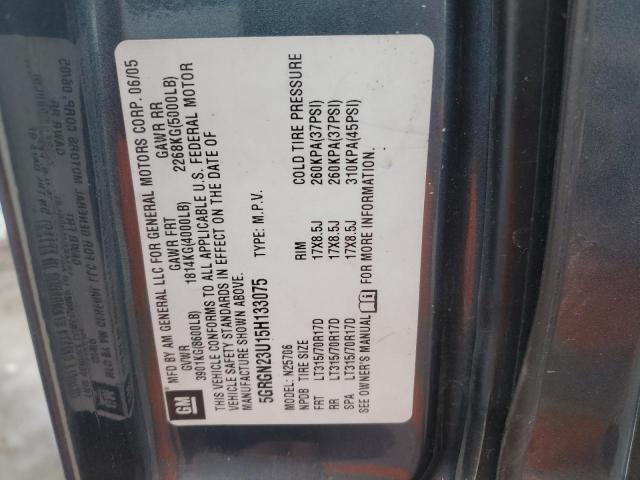 GM
MFD BY AM GENERAL LLC FOR GENERAL MOTORS CORP. 06/05
GVWR GAWR FRT GAWR RR
3901KG(8600LB) 1814KG(4000LB) 2268KG(5000LB)
THIS VEHICLE CONFORMS TO ALL APPLICABLE U.S. FEDERAL MOTOR
VEHICLE SAFETY STANDARDS IN EFFECT ON THE DATE OF
MANUFACTURE SHOWN ABOVE.
5GRGN23U15H133075 TYPE: M.P.V.
MODEL: N25706
NPDB TIRE SIZE RIM COLD TIRE PRESSURE
FRT LT315/70R17D 17X8.5J 260KPA(37PSI)
RR LT315/70R17D 17X8.5J 260KPA(37PSI)
SPA LT315/70R17D 17X8.5J 310KPA(45PSI)
SEE OWNER'S MANUAL FOR MORE INFORMATION.